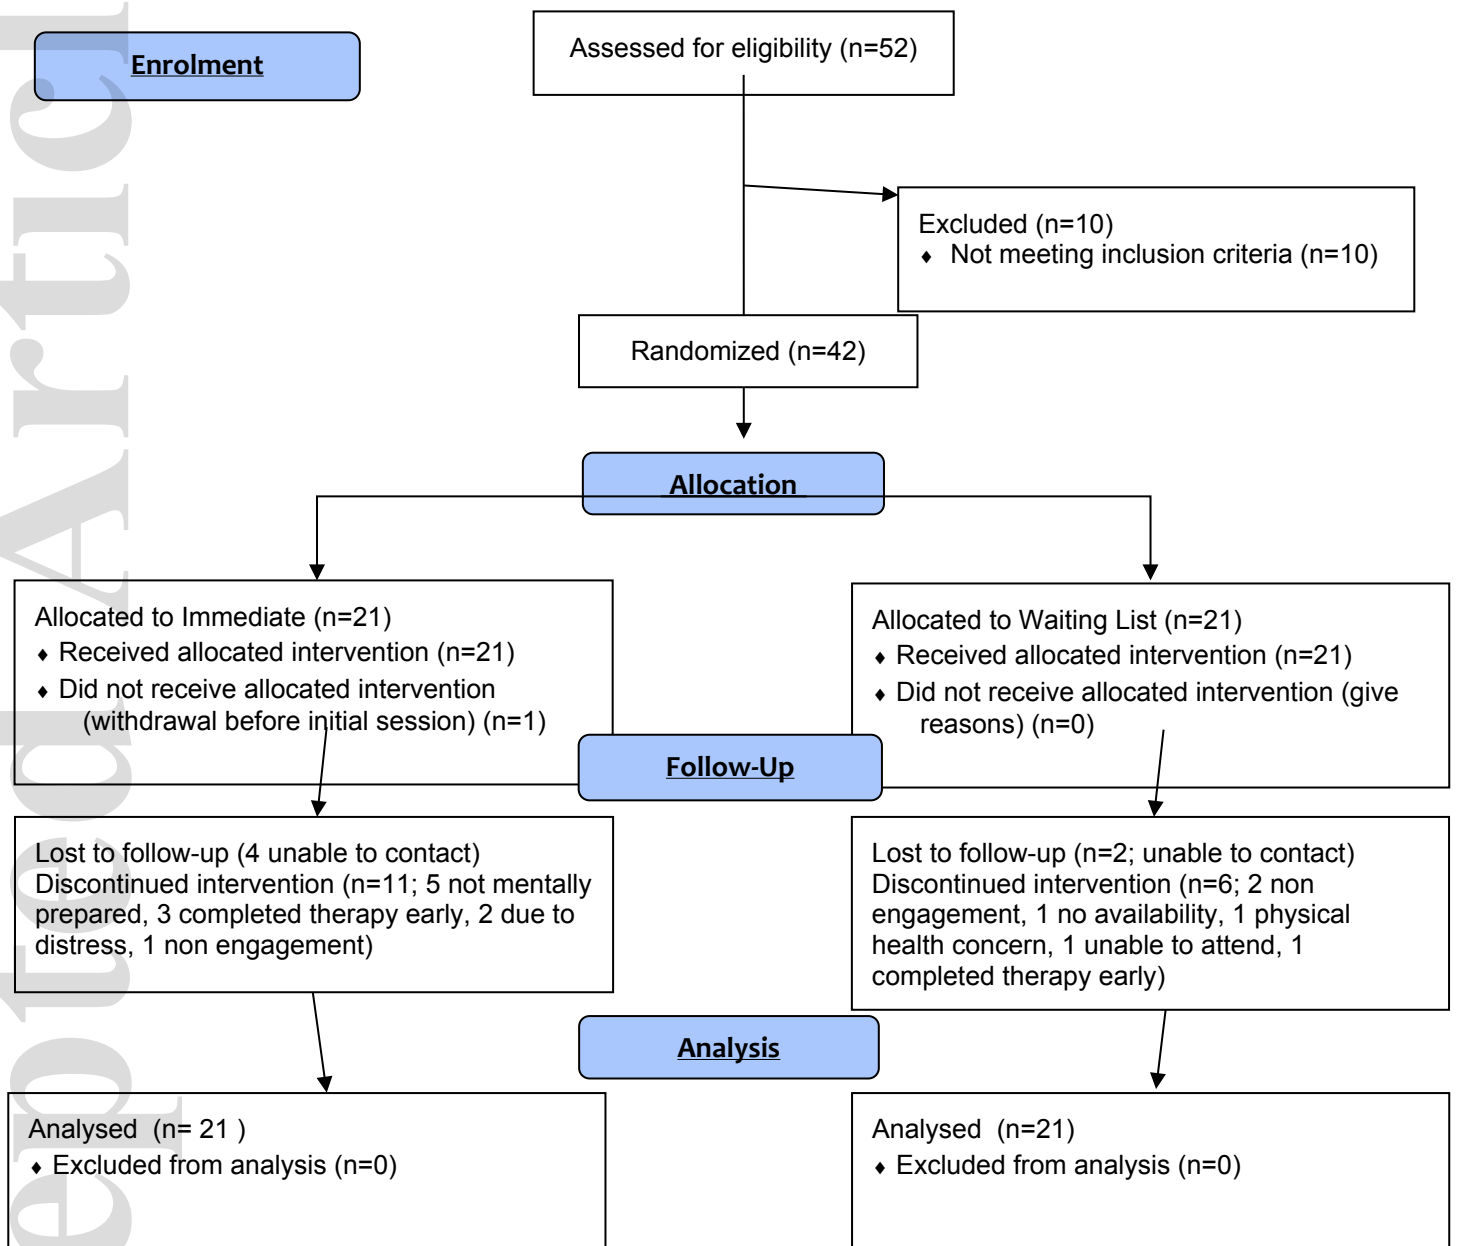 Enrolment
Assessed for eligibility (n=52)
Excluded (n=10)
♦ Not meeting inclusion criteria (n=10)
Randomized (n=42)
Allocation
Allocated to Immediate (n=21)
♦ Received allocated intervention (n=21)
♦ Did not receive allocated intervention
(withdrawal before initial session) (n=1)
Allocated to Waiting List (n=21)
♦ Received allocated intervention (n=21)
♦ Did not receive allocated intervention (give
reasons) (n=0)
Follow-Up
Lost to follow-up (4 unable to contact)
Discontinued intervention (n=11; 5 not mentally
prepared, 3 completed therapy early, 2 due to
distress, 1 non engagement)
Lost to follow-up (n=2; unable to contact)
Discontinued intervention (n=6; 2 non
engagement, 1 no availability, 1 physical
health concern, 1 unable to attend, 1
completed therapy early)
Analysis
Analysed (n= 21 )
♦ Excluded from analysis (n=0)
Analysed (n=21)
♦ Excluded from analysis (n=0)
epted Articl